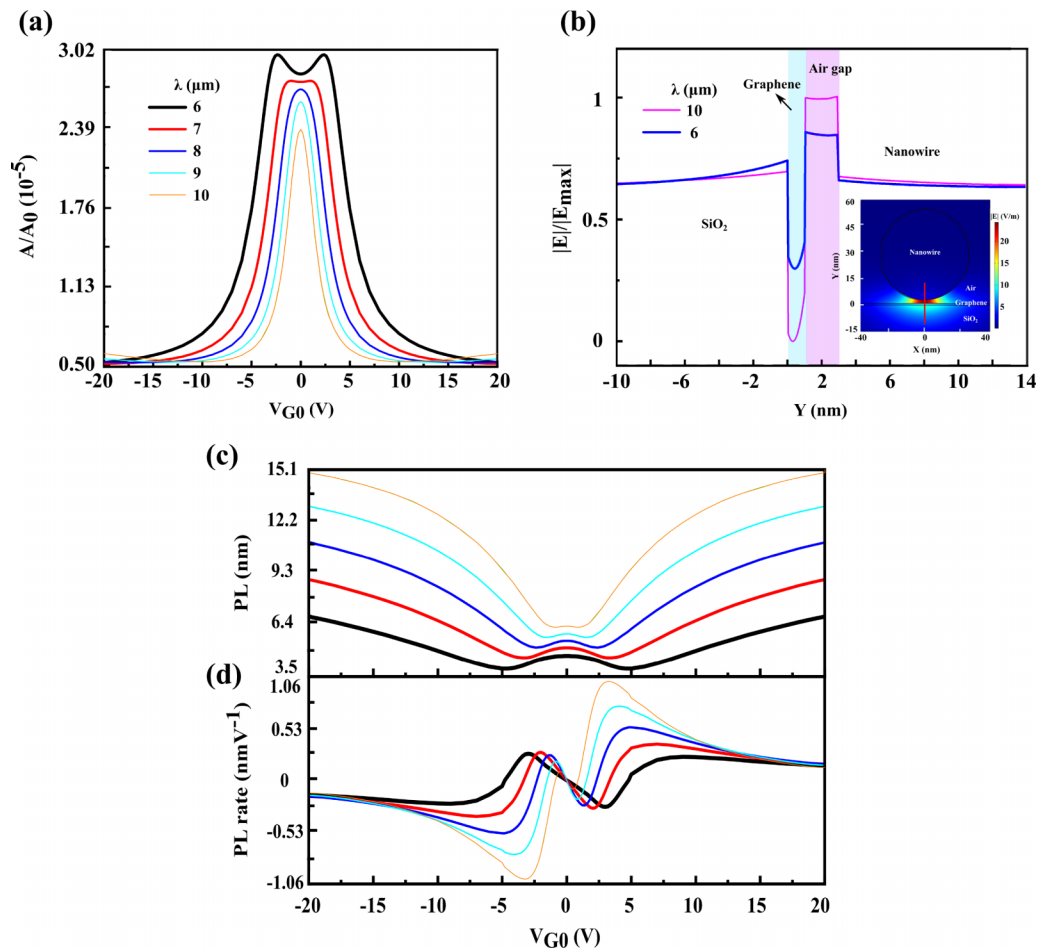 (a)
3.02
2.39
1.76
1.13
0.50
A/A0 (10⁻⁵)
λ (μm)
6
7
8
9
10
-20 -15 -10 -5 0 5 10 15 20
V_G0 (V)
(b)
1
0.5
0
|E|/|E_max|
λ (μm)
10
6
Graphene
Air gap
Nanowire
SiO₂
60
45
30
15
0
-15
Y (nm)
Nanowire
Air
Graphene
SiO₂
-40 0 40
X (nm)
|E| (V/m)
20
15
10
5
-10 -6 -2 2 6 10 14
Y (nm)
(c)
15.1
12.2
9.3
6.4
3.5
PL (nm)
(d)
1.06
0.53
0
-0.53
-1.06
PL rate (nmV⁻¹)
-20 -15 -10 -5 0 5 10 15 20
V_G0 (V)